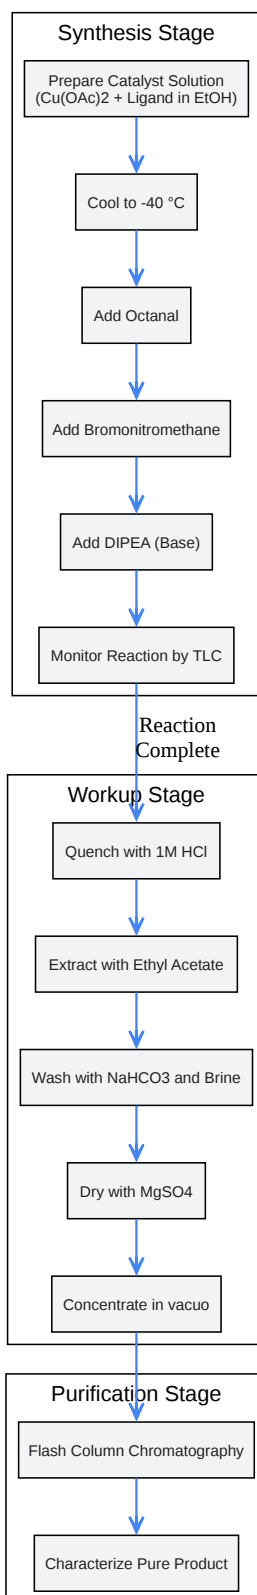 Synthesis Stage
Prepare Catalyst Solution
(Cu(OAc)2 + Ligand in EtOH)
Cool to -40 °C
Add Octanal
Add Bromonitromethane
Add DIPEA (Base)
Monitor Reaction by TLC
Reaction
Complete
Workup Stage
Quench with 1M HCl
Extract with Ethyl Acetate
Wash with NaHCO3 and Brine
Dry with MgSO4
Concentrate in vacuo
Purification Stage
Flash Column Chromatography
Characterize Pure Product